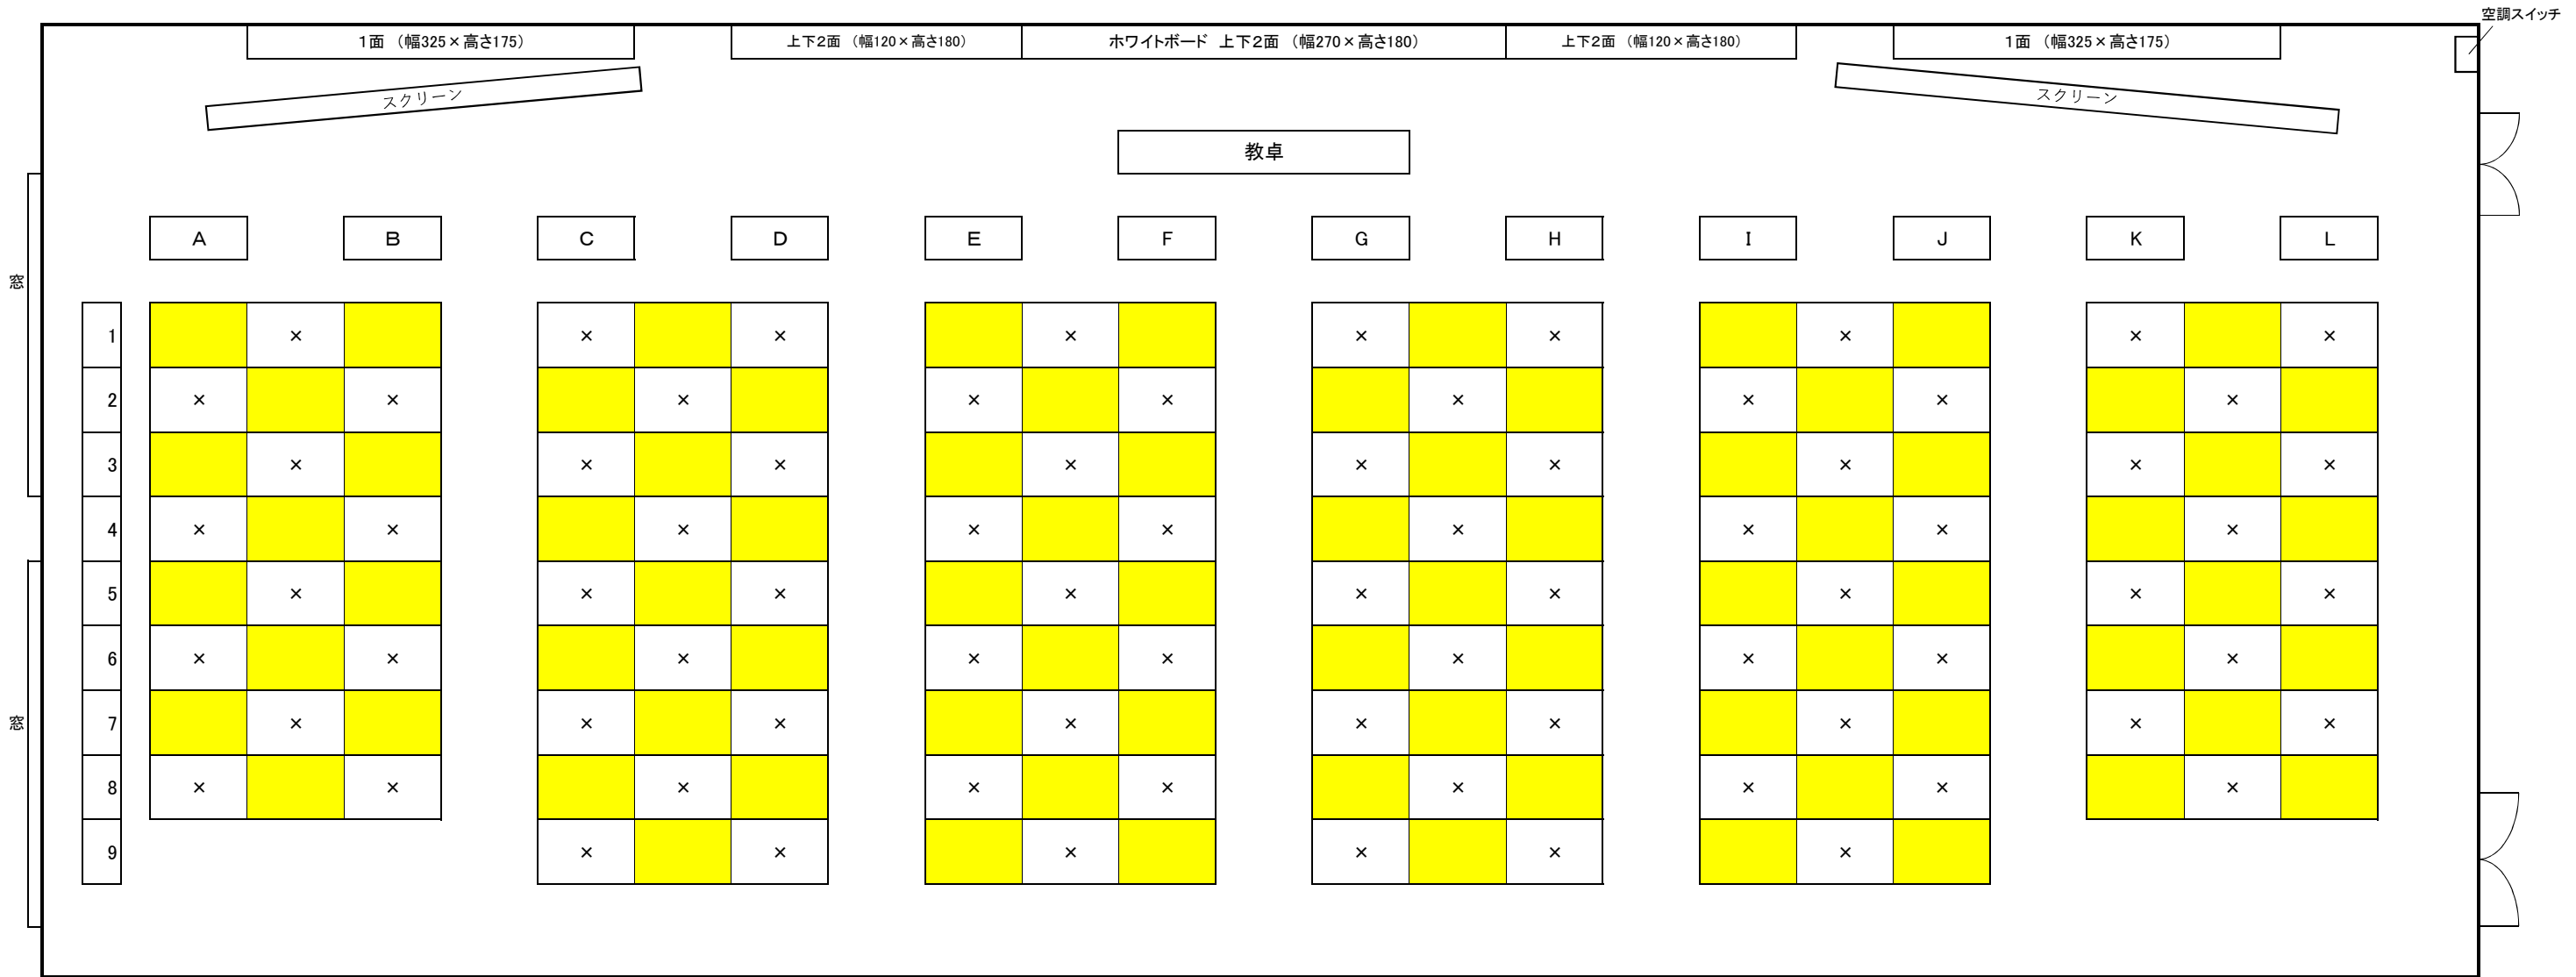 空調スイッチ
1面 （幅325×高さ175） 上下2面 （幅120×高さ180） ホワイトボード 上下2面 （幅270×高さ180） 上下2面 （幅120×高さ180） 1面 （幅325×高さ175）
スクリーン スクリーン
教卓
A B C D E F G H I J K L
窓
1 × × × × × × × × ×
2 × × × × × × × × ×
3 × × × × × × × × ×
4 × × × × × × × × ×
5 × × × × × × × × ×
6 × × × × × × × × ×
窓
7 × × × × × × × × ×
8 × × × × × × × × ×
9 × × × × × ×